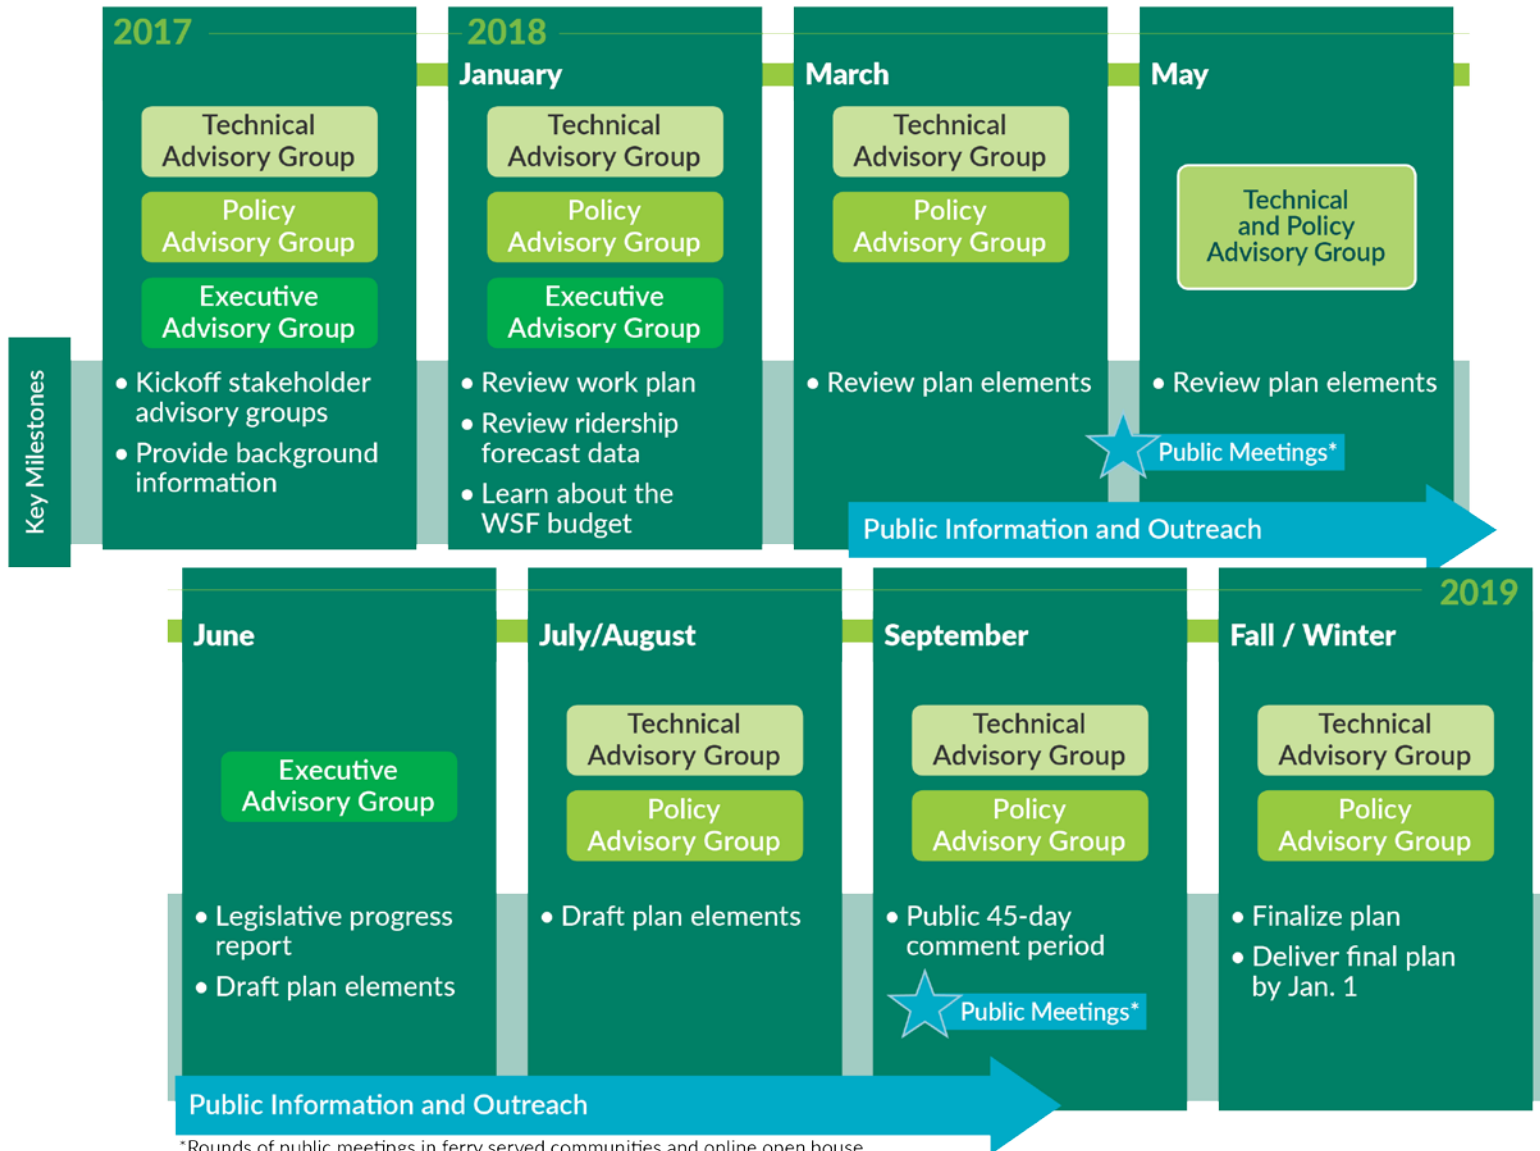 2017
Technical
Advisory Group
Policy
Advisory Group
Executive
Advisory Group
• Kickoff stakeholder
advisory groups
• Provide background
information
2018
January
Technical
Advisory Group
Policy
Advisory Group
Executive
Advisory Group
• Review work plan
• Review ridership
forecast data
• Learn about the
WSF budget
March
Technical
Advisory Group
Policy
Advisory Group
• Review plan elements
May
Technical
and Policy
Advisory Group
• Review plan elements
Public Meetings*
Key Milestones
Public Information and Outreach
June
Executive
Advisory Group
• Legislative progress
report
• Draft plan elements
July/August
Technical
Advisory Group
Policy
Advisory Group
• Draft plan elements
September
Technical
Advisory Group
Policy
Advisory Group
• Public 45-day
comment period
Public Meetings*
2019
Fall / Winter
Technical
Advisory Group
Policy
Advisory Group
• Finalize plan
• Deliver final plan
by Jan. 1
Public Information and Outreach
*Rounds of public meetings in ferry served communities and online open house